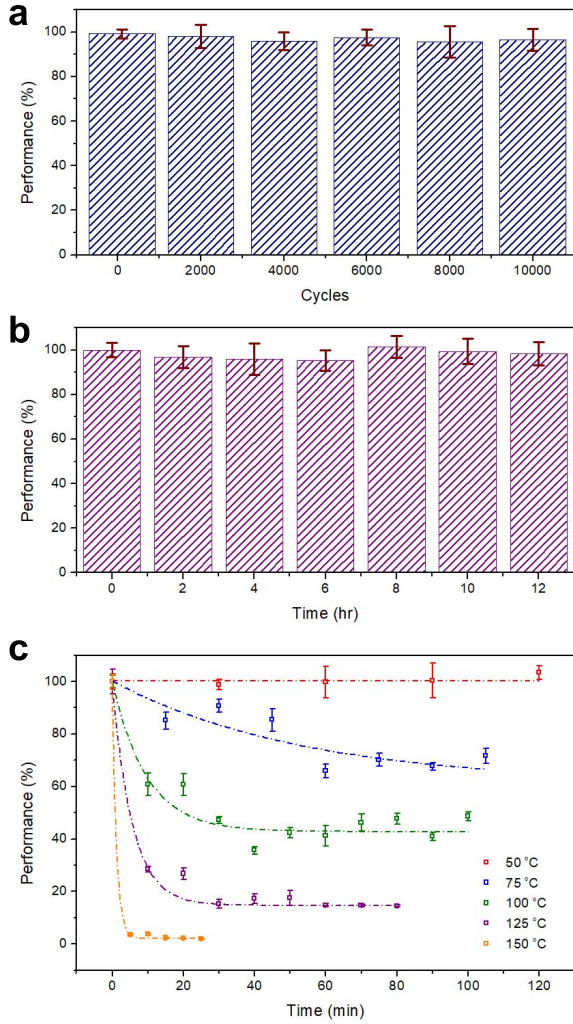 a
100
80
60
40
20
0
Performance (%)
0 2000 4000 6000 8000 10000
Cycles
b
100
80
60
40
20
0
Performance (%)
0 2 4 6 8 10 12
Time (hr)
c
100
80
60
40
20
0
Performance (%)
50 °C
75 °C
100 °C
125 °C
150 °C
0 20 40 60 80 100 120
Time (min)